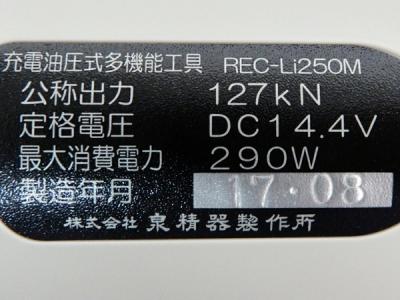 充電油圧式多機能工具 REC-Li250M
公称出力 127kN
定格電圧 DC14.4V
最大消費電力 290W
製造年月 17・08
株式会社 泉精器製作所